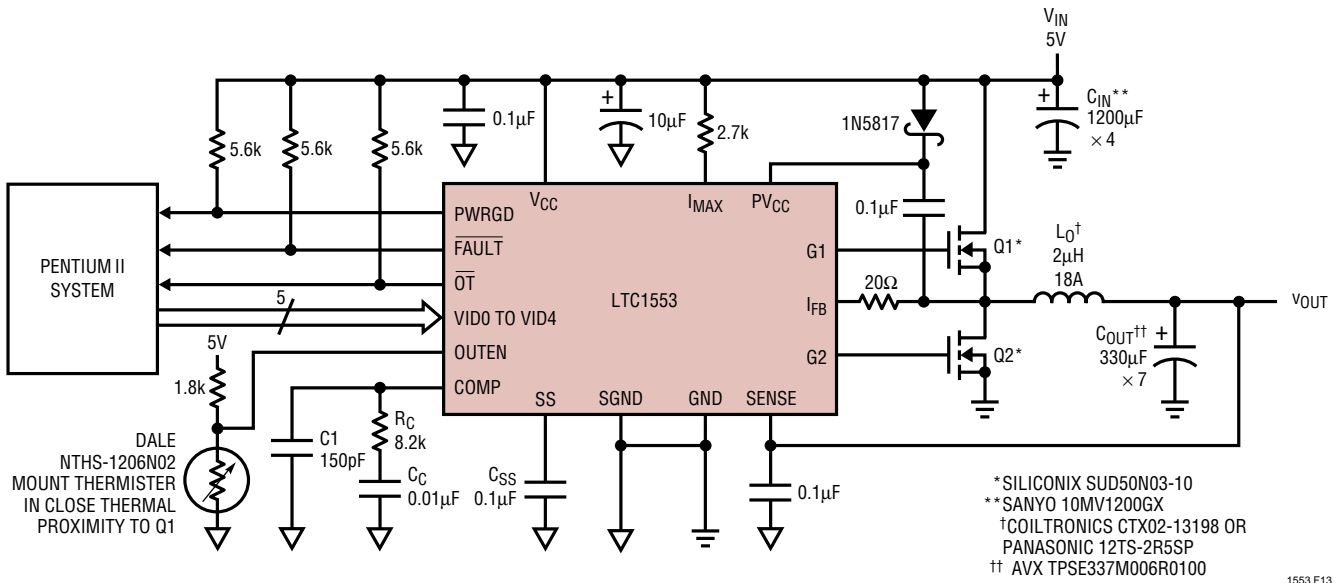 VIN
5V
CIN**
1200µF
× 4
0.1µF
10µF
2.7k
1N5817
5.6k
5.6k
5.6k
PENTIUM II
SYSTEM
VCC
IMAX
PVCC
0.1µF
PWRGD
FAULT
OT
VID0 TO VID4
OUTEN
COMP
LTC1553
G1
IFB
G2
SS
SGND
GND
SENSE
20Ω
Q1*
Q2*
LO†
2µH
18A
VOUT
COUT††
330µF
× 7
5
5V
1.8k
DALE
NTHS-1206N02
MOUNT THERMISTER
IN CLOSE THERMAL
PROXIMITY TO Q1
C1
150pF
RC
8.2k
CC
0.01µF
CSS
0.1µF
0.1µF
+
+
+
*SILICONIX SUD50N03-10
**SANYO 10MV1200GX
†COILTRONICS CTX02-13198 OR
PANASONIC 12TS-2R5SP
†† AVX TPSE337M006R0100
1553 F13